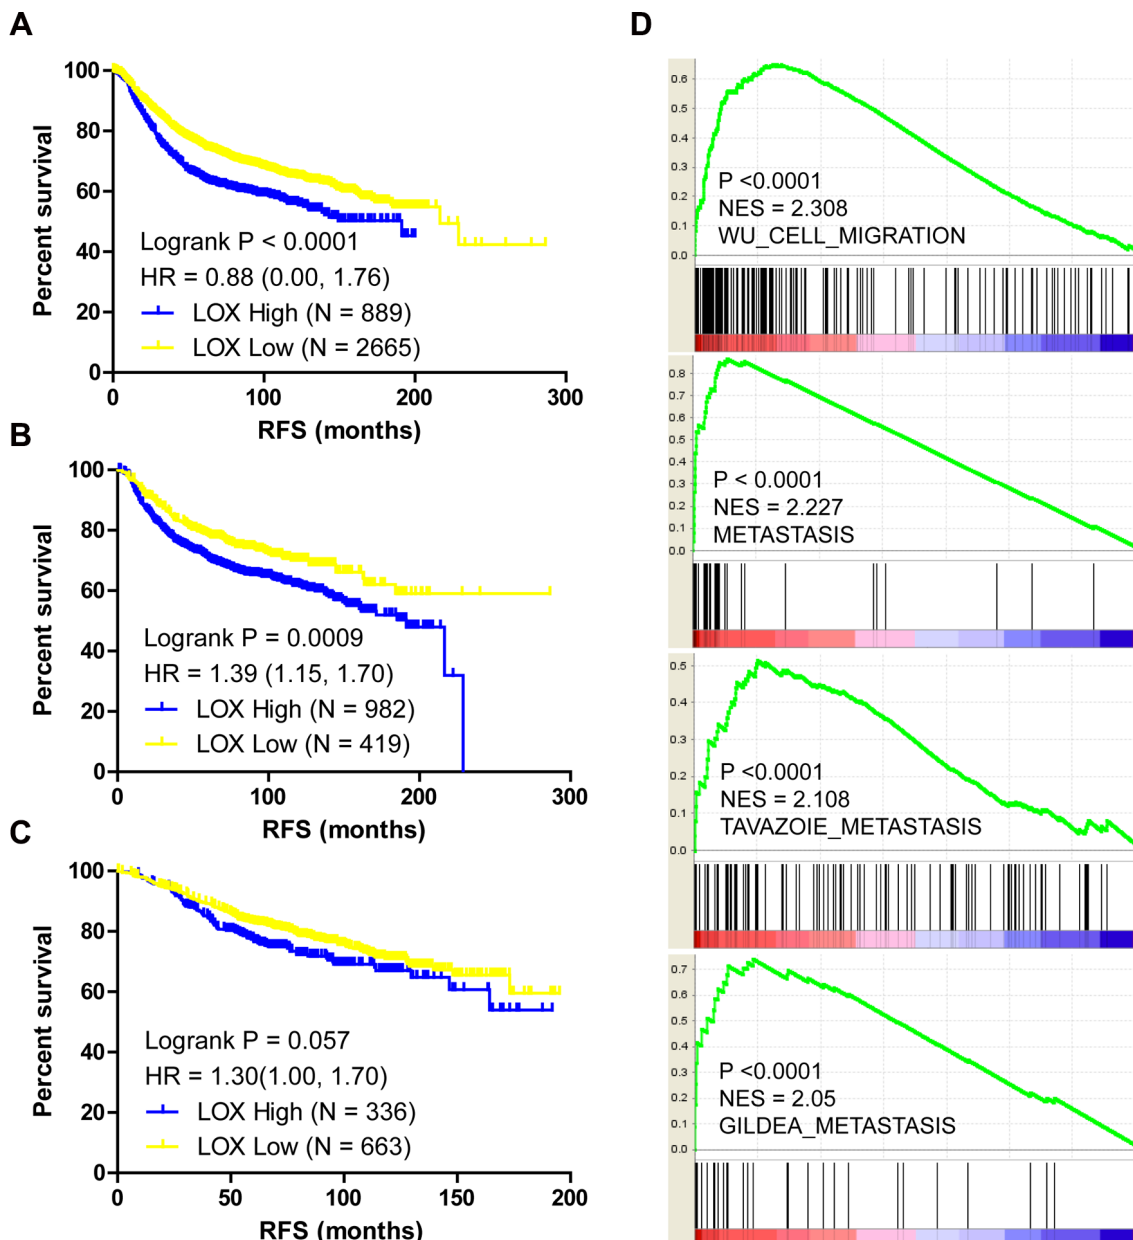 A
100
80
60
40
20
0
Percent survival
Logrank P < 0.0001
HR = 0.88 (0.00, 1.76)
LOX High (N = 889)
LOX Low (N = 2665)
0 100 200 300
RFS (months)
B
100
80
60
40
20
0
Percent survival
Logrank P = 0.0009
HR = 1.39 (1.15, 1.70)
LOX High (N = 982)
LOX Low (N = 419)
0 100 200 300
RFS (months)
C
100
80
60
40
20
0
Percent survival
Logrank P = 0.057
HR = 1.30(1.00, 1.70)
LOX High (N = 336)
LOX Low (N = 663)
0 50 100 150 200
RFS (months)
D
0.6
0.5
0.4
0.3
0.2
0.1
0.0
P <0.0001
NES = 2.308
WU_CELL_MIGRATION
0.8
0.7
0.6
0.5
0.4
0.3
0.2
0.1
0.0
P < 0.0001
NES = 2.227
METASTASIS
0.5
0.4
0.3
0.2
0.1
0.0
P <0.0001
NES = 2.108
TAVAZOIE_METASTASIS
0.7
0.6
0.5
0.4
0.3
0.2
0.1
0.0
P <0.0001
NES = 2.05
GILDEA_METASTASIS